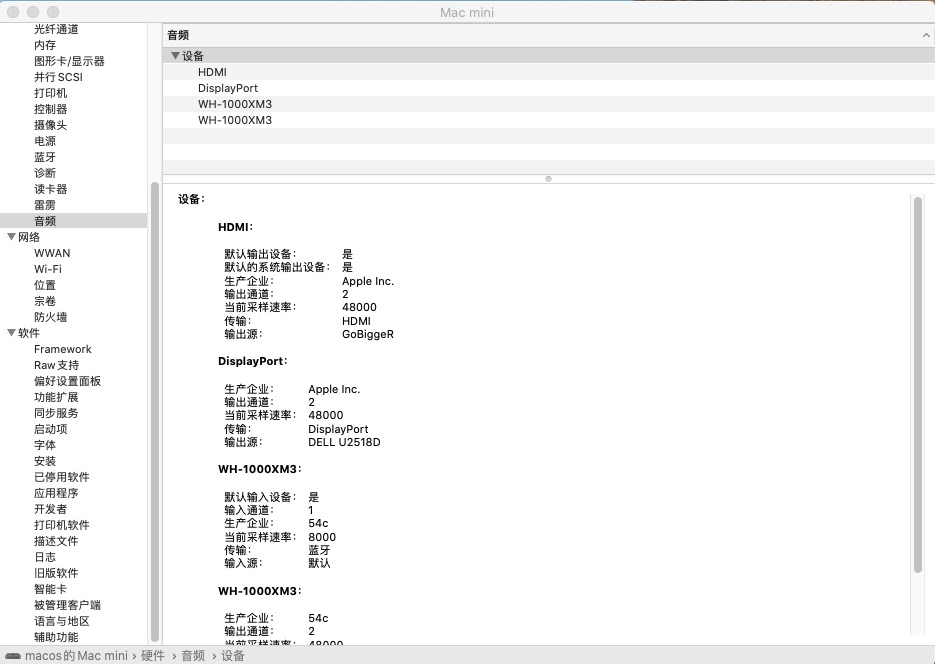 Mac mini
光纤通道
内存
图形卡/显示器
并行 SCSI
打印机
控制器
摄像头
电源
蓝牙
诊断
读卡器
雷雳
音频
网络
WWAN
Wi-Fi
位置
宗卷
防火墙
软件
Framework
Raw 支持
偏好设置面板
功能扩展
同步服务
启动项
字体
安装
已停用软件
应用程序
开发者
打印机软件
描述文件
日志
旧版软件
智能卡
被管理客户端
语言与地区
辅助功能
音频
设备
HDMI
DisplayPort
WH-1000XM3
WH-1000XM3
设备:
HDMI:
默认输出设备: 是
默认的系统输出设备: 是
生产企业: Apple Inc.
输出通道: 2
当前采样速率: 48000
传输: HDMI
输出源: GoBiggeR
DisplayPort:
生产企业: Apple Inc.
输出通道: 2
当前采样速率: 48000
传输: DisplayPort
输出源: DELL U2518D
WH-1000XM3:
默认输入设备: 是
输入通道: 1
生产企业: 54c
当前采样速率: 8000
传输: 蓝牙
输入源: 默认
WH-1000XM3:
生产企业: 54c
输出通道: 2
当前采样速率: 48000
macos的 Mac mini › 硬件 › 音频 › 设备